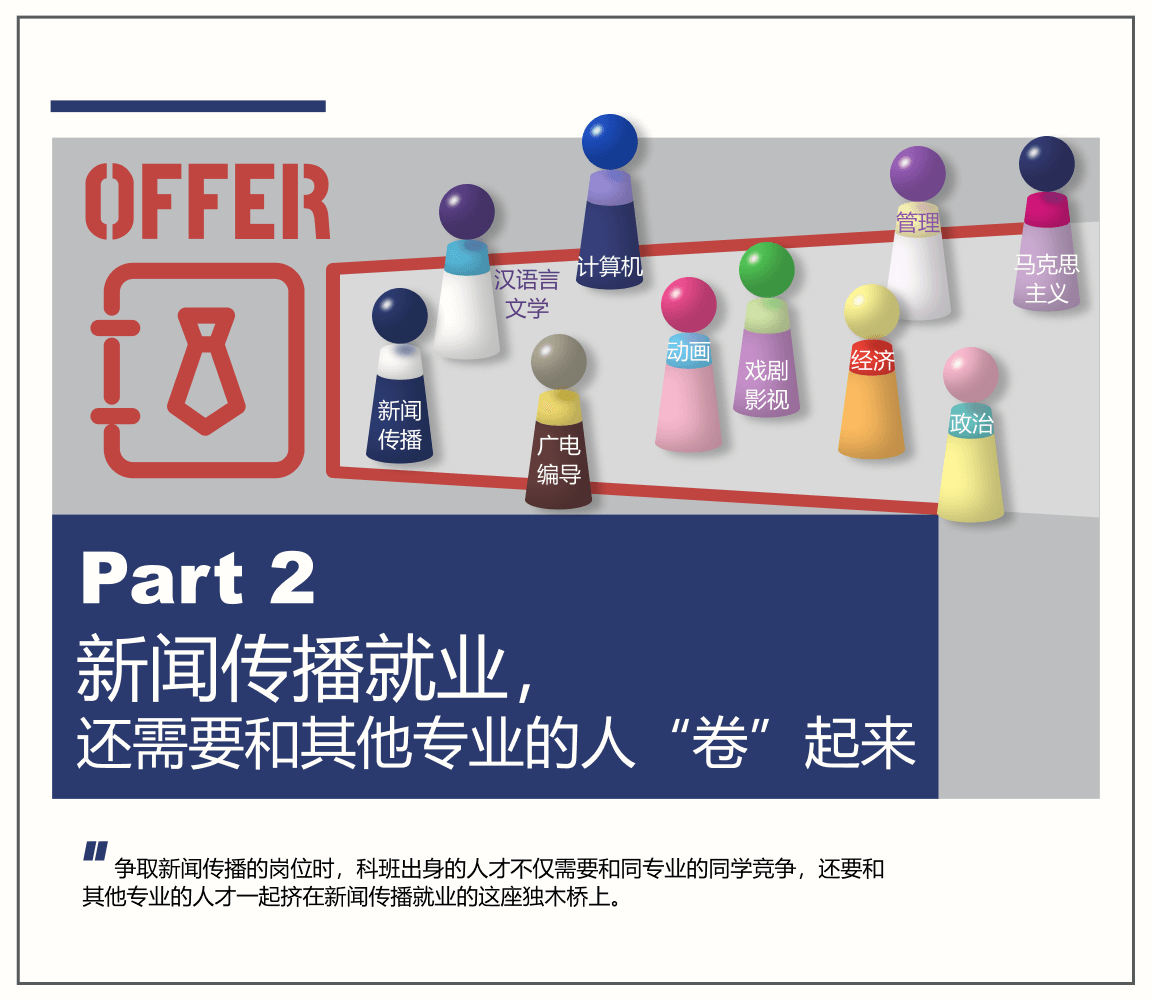 OFFER
计算机
管理
马克思
主义
汉语言
文学
动画
戏剧
影视
经济
新闻
传播
广电
编导
政治
Part 2
新闻传播就业，
还需要和其他专业的人“卷”起来
争取新闻传播的岗位时，科班出身的人才不仅需要和同专业的同学竞争，还要和
其他专业的人才一起挤在新闻传播就业的这座独木桥上。